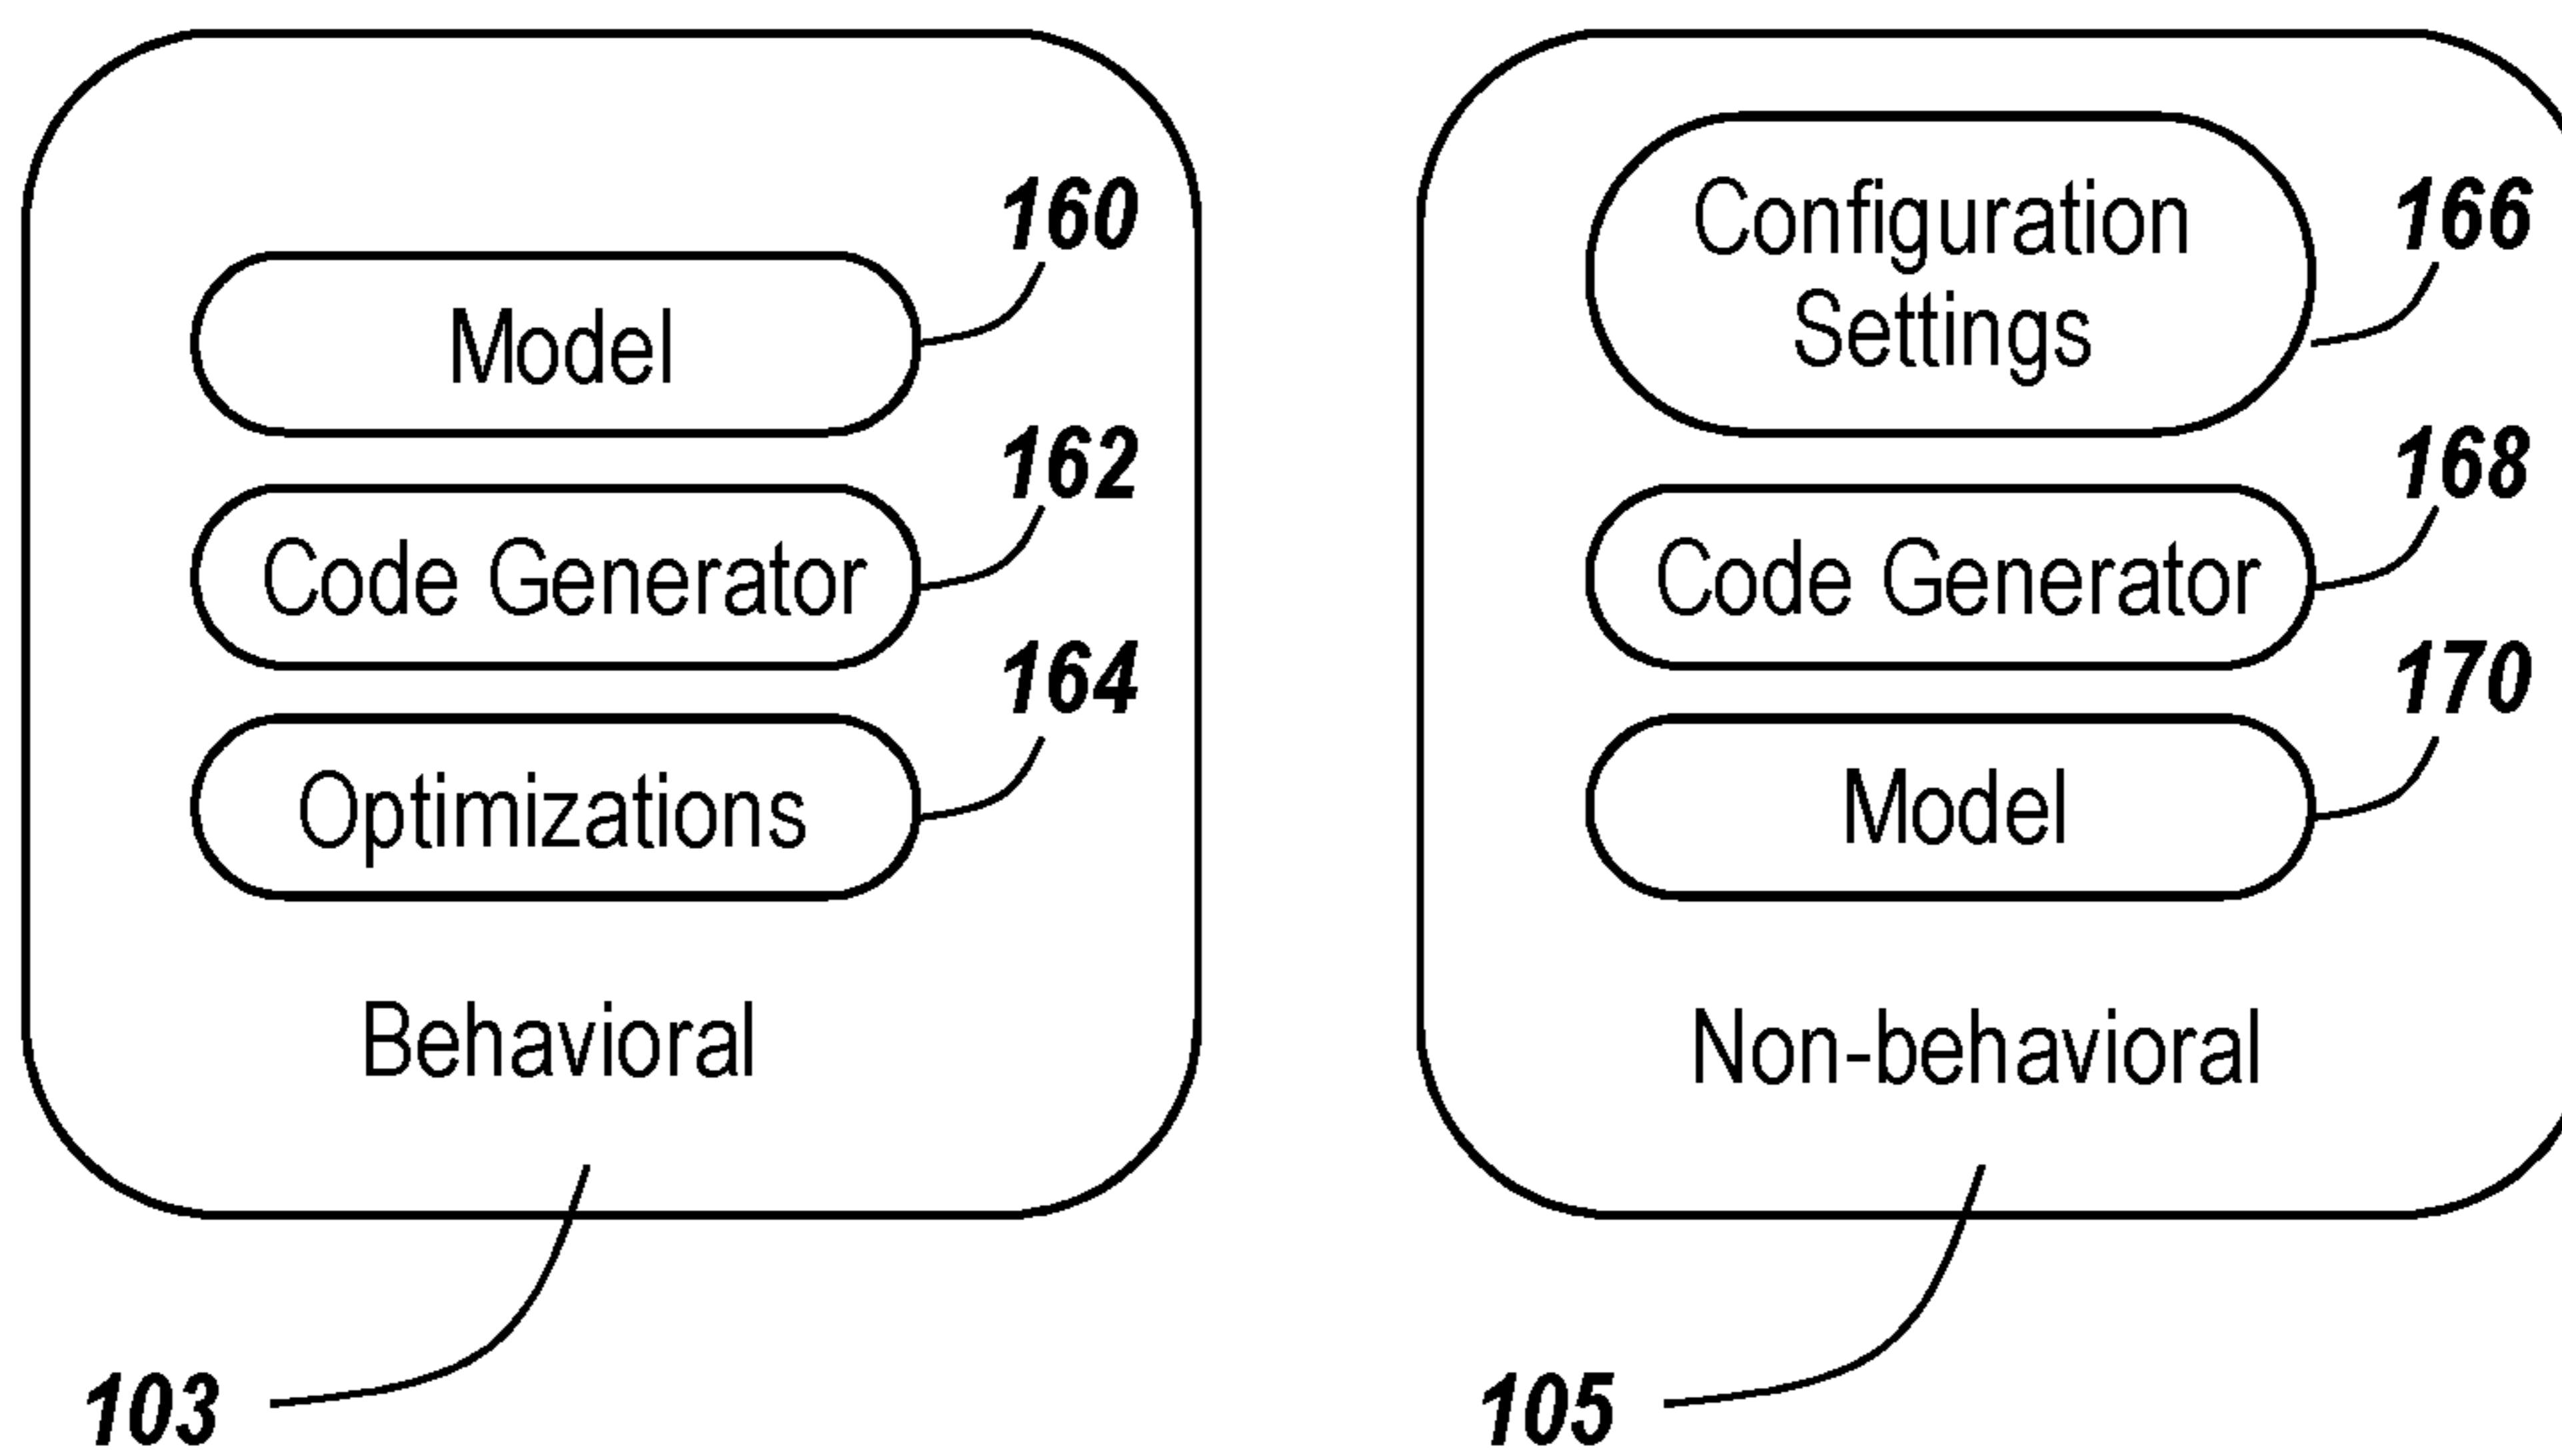 160
Model
162
Code Generator
164
Optimizations
Behavioral
103
166
Configuration
Settings
168
Code Generator
170
Model
Non-behavioral
105